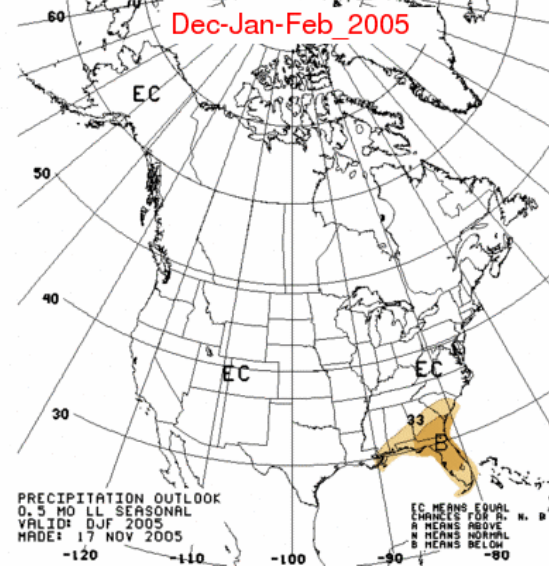 70
60
Dec-Jan-Feb_2005
EC
50
40
EC
EC
30
33
B
PRECIPITATION OUTLOOK
0.5 MO LL SEASONAL
VALID: DJF 2005
MADE: 17 NOV 2005
EC MEANS EQUAL
CHANCES FOR A, N, B
A MEANS ABOVE
N MEANS NORMAL
B MEANS BELOW
-120
-110
-100
-90
-80